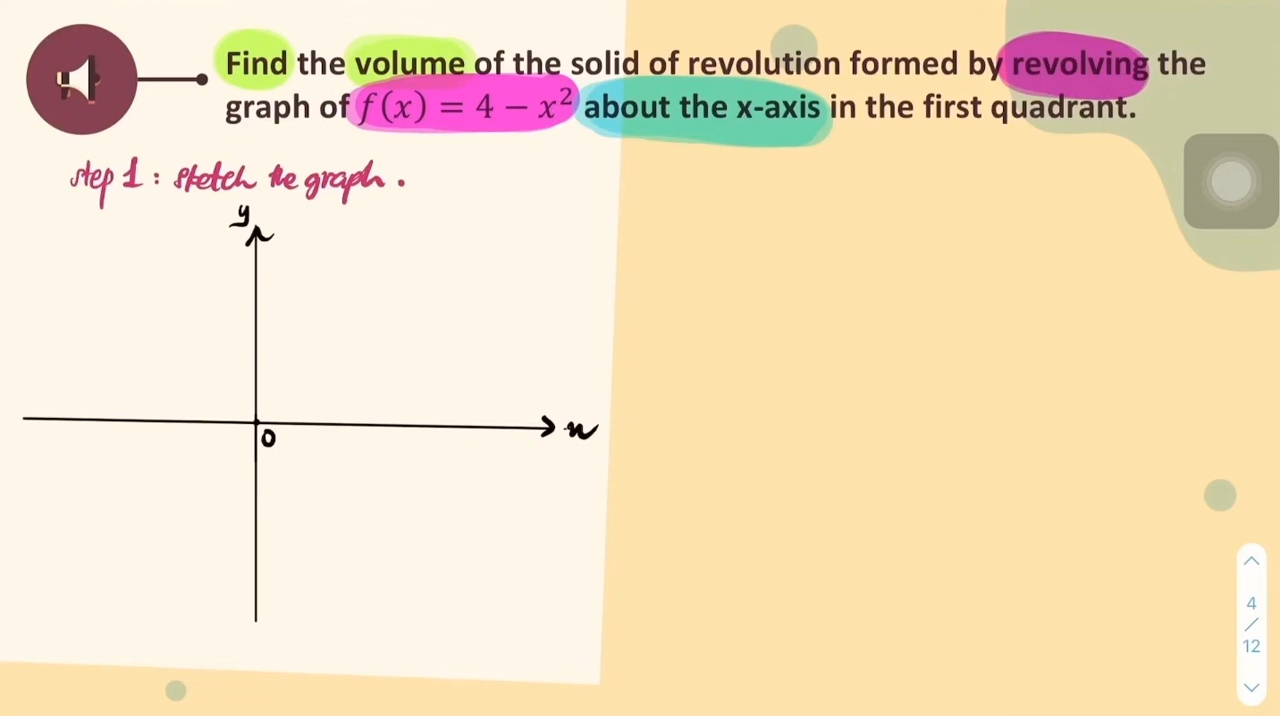 Find the volume of the solid of revolution formed by revolving the
graph of f(x) = 4 − x² about the x-axis in the first quadrant.
step 1 : sketch the graph .
y
x
0
4
/
12